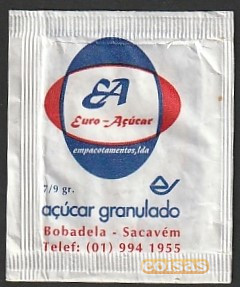 EA
Euro-Açúcar
empacotamentos, lda
7/9 gr.
açúcar granulado
Bobadela - Sacavém
Telef: (01) 994 1955
coisas